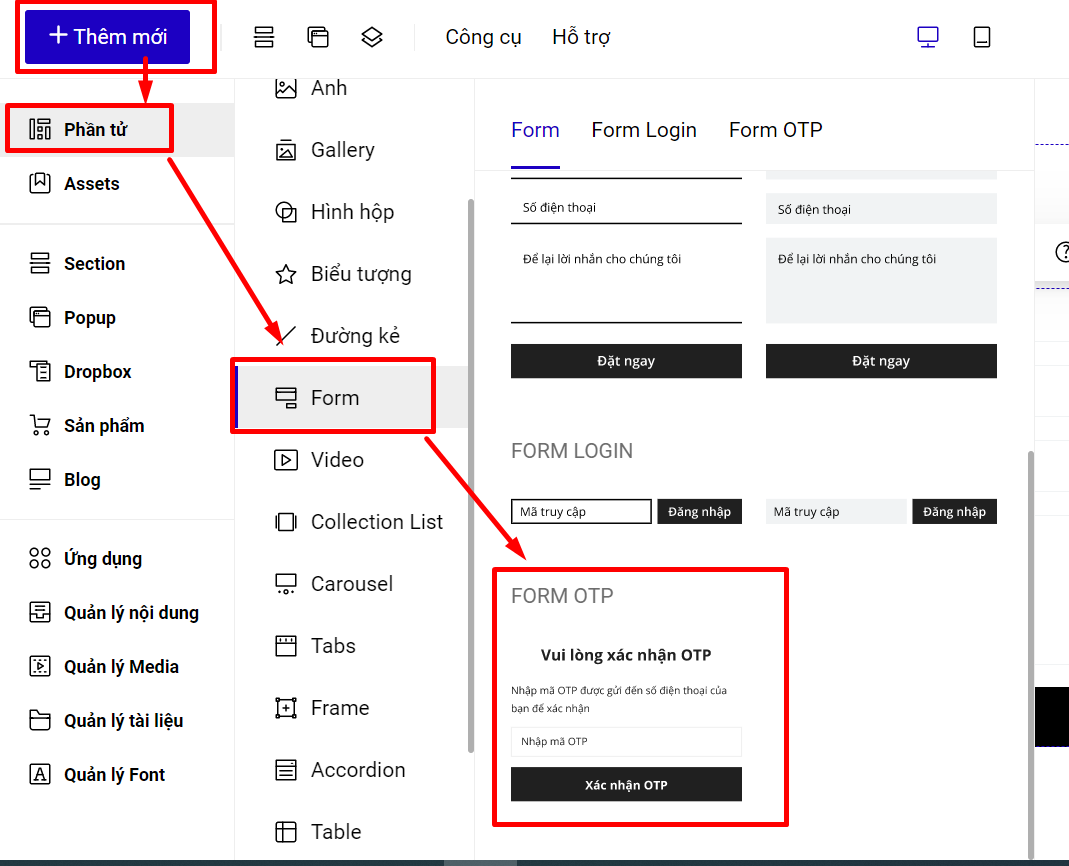 Thêm mới
Công cụ
Hỗ trợ
Phần tử
Assets
Section
Popup
Dropbox
Sản phẩm
Blog
Ứng dụng
Quản lý nội dung
Quản lý Media
Quản lý tài liệu
Quản lý Font
Ảnh
Gallery
Hình hộp
Biểu tượng
Đường kẻ
Form
Video
Collection List
Carousel
Tabs
Frame
Accordion
Table
Form
Form Login
Form OTP
Số điện thoại
Để lại lời nhắn cho chúng tôi
Đặt ngay
Số điện thoại
Để lại lời nhắn cho chúng tôi
Đặt ngay
FORM LOGIN
Mã truy cập
Đăng nhập
Mã truy cập
Đăng nhập
FORM OTP
Vui lòng xác nhận OTP
Nhập mã OTP được gửi đến số điện thoại của
bạn để xác nhận
Nhập mã OTP
Xác nhận OTP